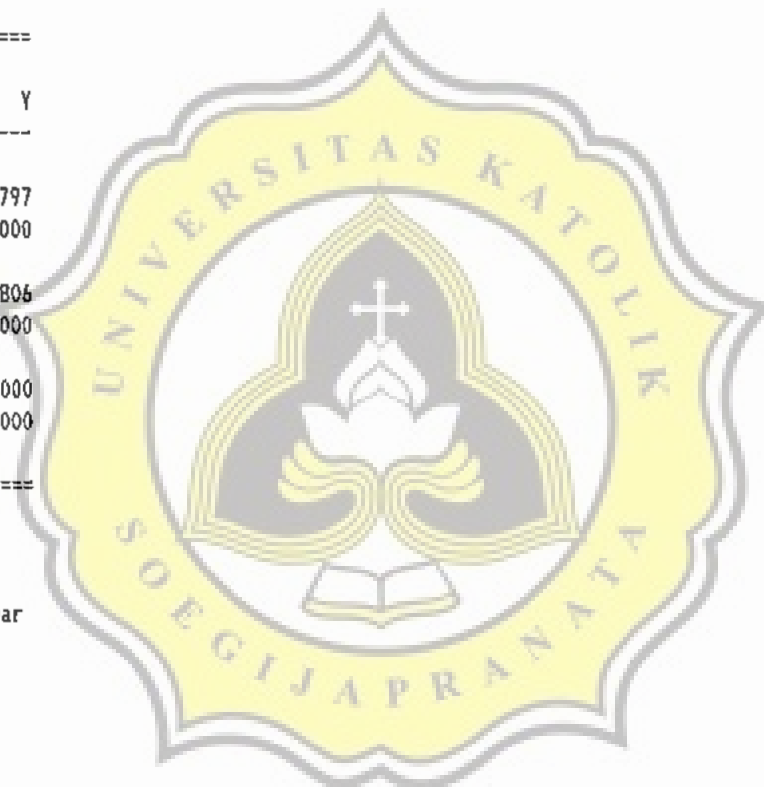 ===
Y
---
797
000
806
000
000
000
===
ar
UNIVERSITAS KATOLIK
SOEGIJAPRANATA